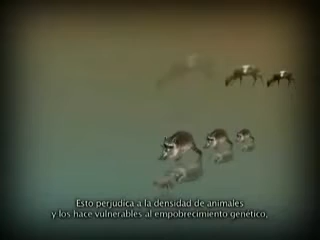 Esto perjudica a la densidad de animales
y los hace vulnerables al empobrecimiento genético,